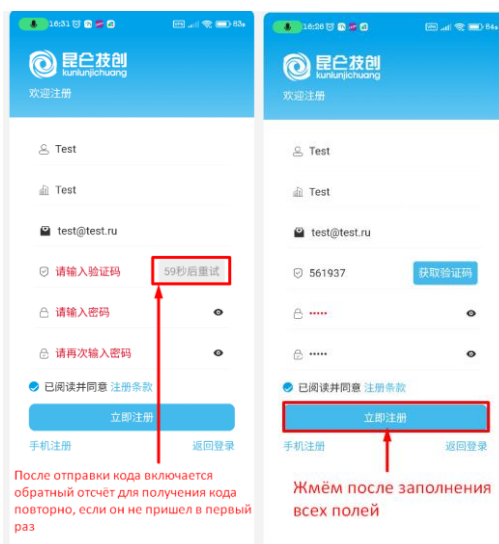 16:31
83%
昆仑技创
kunlunjichuang
欢迎注册
Test
Test
test@test.ru
请输入验证码
59秒后重试
请输入密码
请再次输入密码
已阅读并同意 注册条款
立即注册
手机注册
返回登录
После отправки кода включается
обратный отсчёт для получения кода
повторно, если он не пришел в первый
раз
16:26
84%
昆仑技创
kunlunjichuang
欢迎注册
Test
Test
test@test.ru
561937
获取验证码
•••••
•••••
已阅读并同意 注册条款
立即注册
手机注册
返回登录
Жмём после заполнения
всех полей